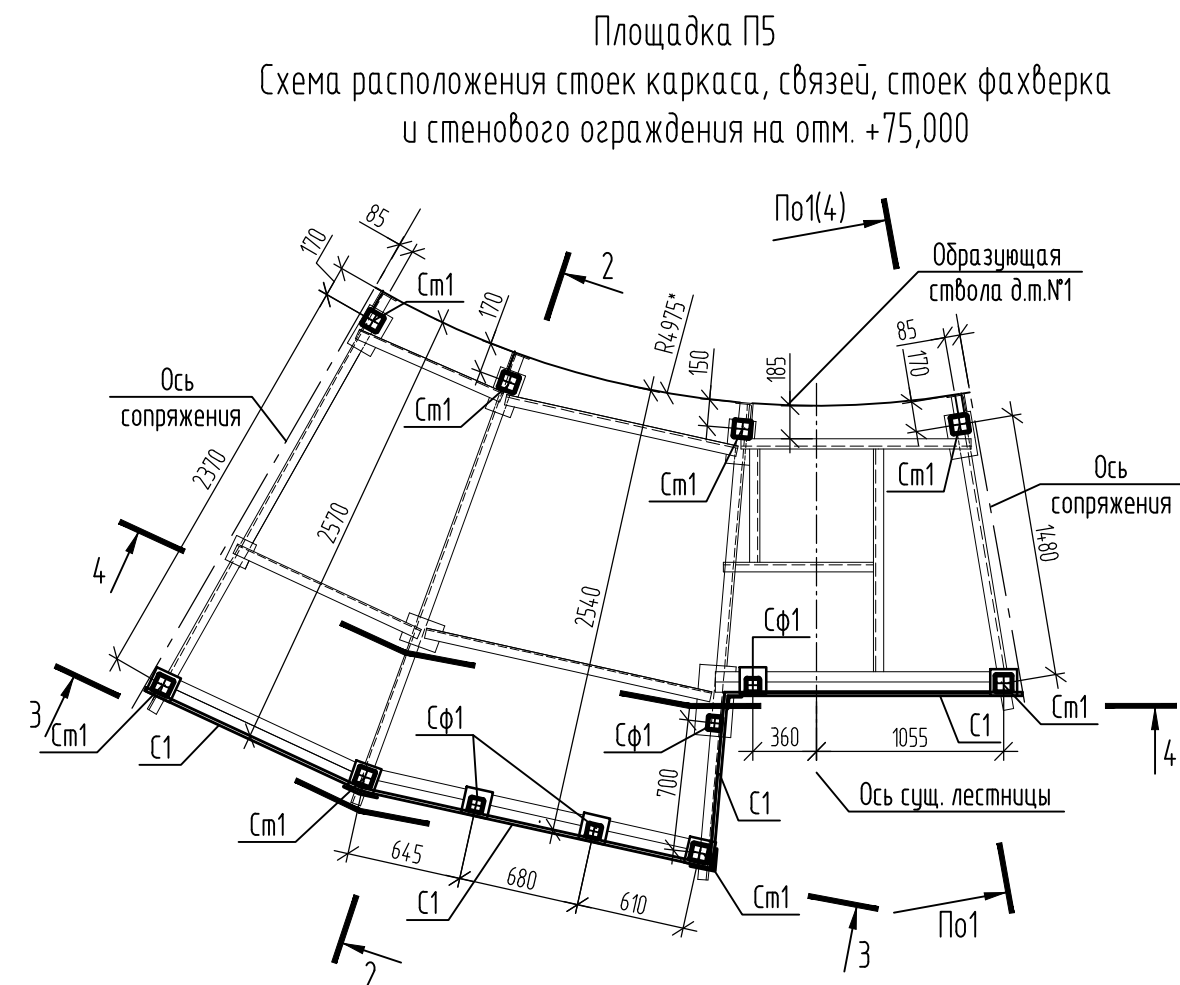 Площадка П5
Схема расположения стоек каркаса, связей, стоек фахверка
и стенового ограждения на отм. +75,000
По1(4)
85
170
2
Образующая
ствола д.т.№1
Ст1
170
R4975*
150
185
85
170
Ось
сопряжения
Ст1
Ст1
Ст1
Ось
сопряжения
2370
2570
1480
4
2540
Сф1
3
Ст1
С1
Сф1
Сф1
360
1055
С1
Ст1
4
700
С1
Ось сущ. лестницы
Ст1
645
680
610
С1
Ст1
По1
3
2